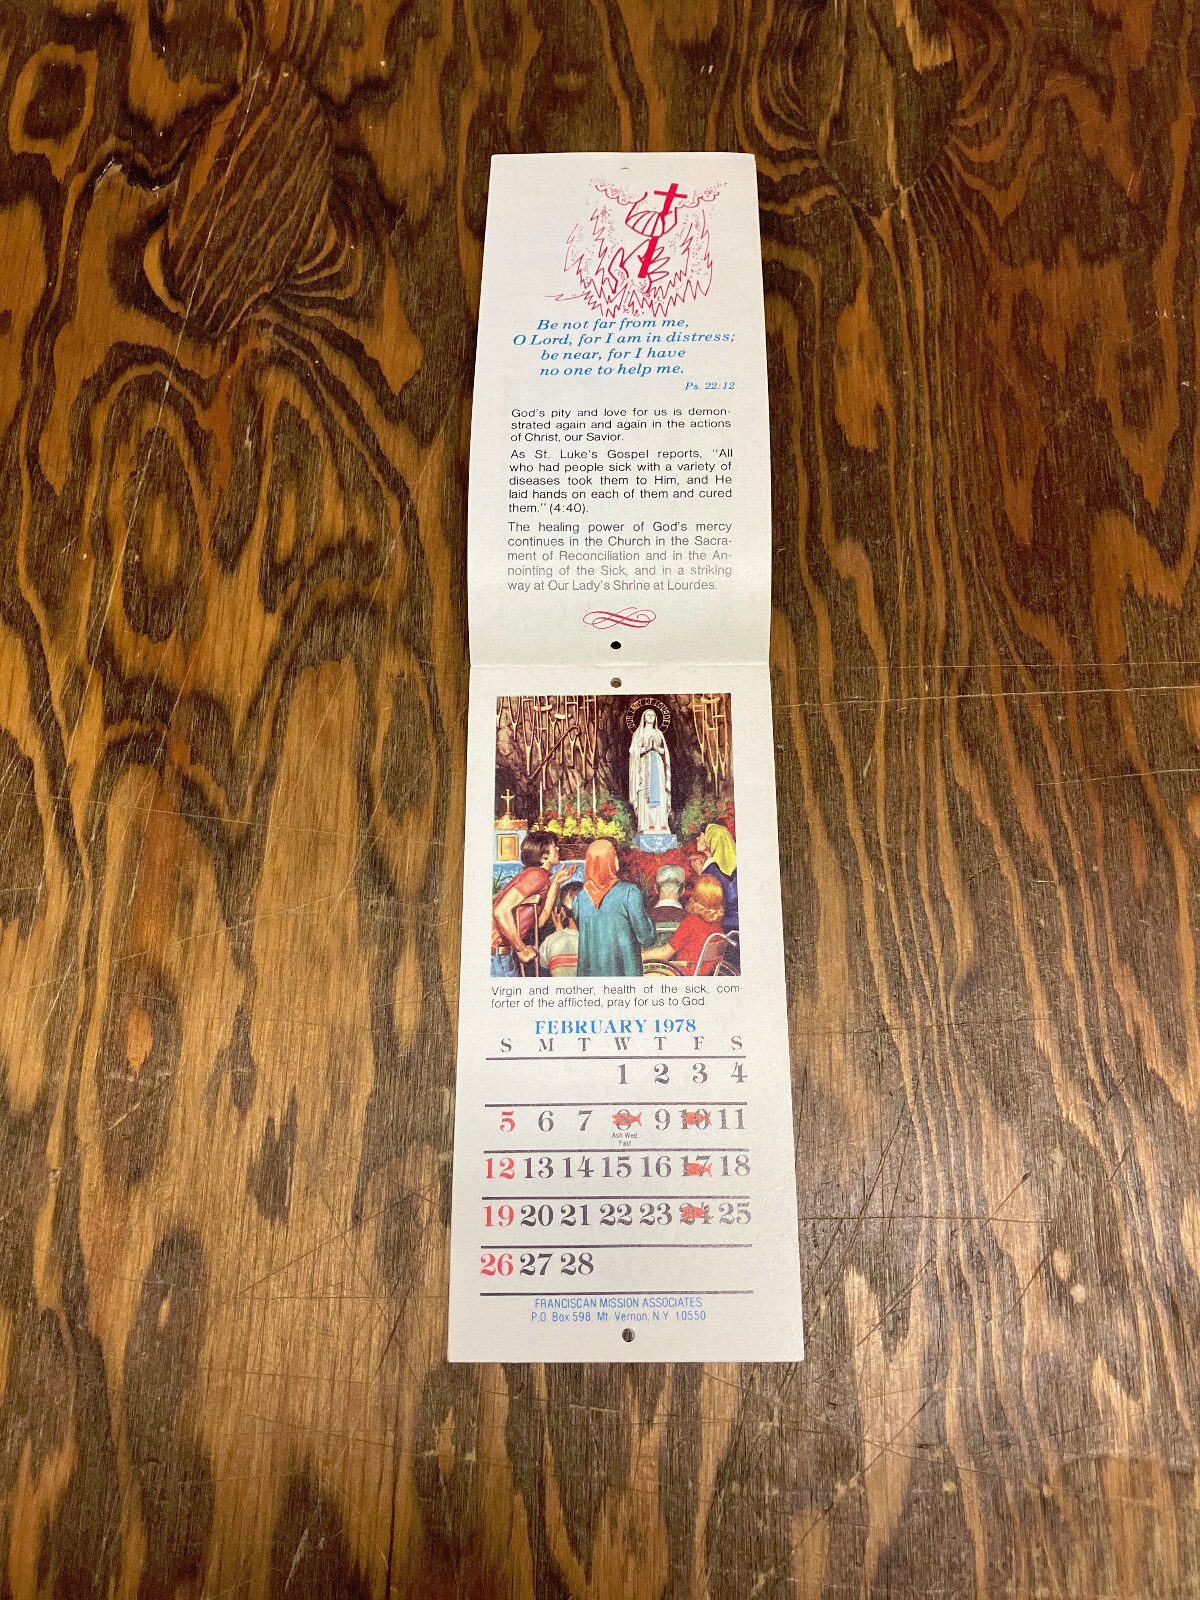 Be not far from me,
O Lord, for I am in distress;
be near, for I have
no one to help me.
Ps. 22:12
God's pity and love for us is demon-
strated again and again in the actions
of Christ, our Savior.
As St. Luke's Gospel reports, "All
who had people sick with a variety of
diseases took them to Him, and He
laid hands on each of them and cured
them." (4:40).
The healing power of God's mercy
continues in the Church in the Sacra-
ment of Reconciliation and in the An-
nointing of the Sick, and in a striking
way at Our Lady's Shrine at Lourdes.
OUR LADY OF LOURDES
Virgin and mother, health of the sick, com-
forter of the afflicted, pray for us to God.
FEBRUARY 1978
S M T W T F S
1 2 3 4
5 6 7 8 9 10 11
Ash Wed.
Fast
12 13 14 15 16 17 18
19 20 21 22 23 24 25
26 27 28
FRANCISCAN MISSION ASSOCIATES
P.O. Box 598, Mt. Vernon, N.Y. 10550